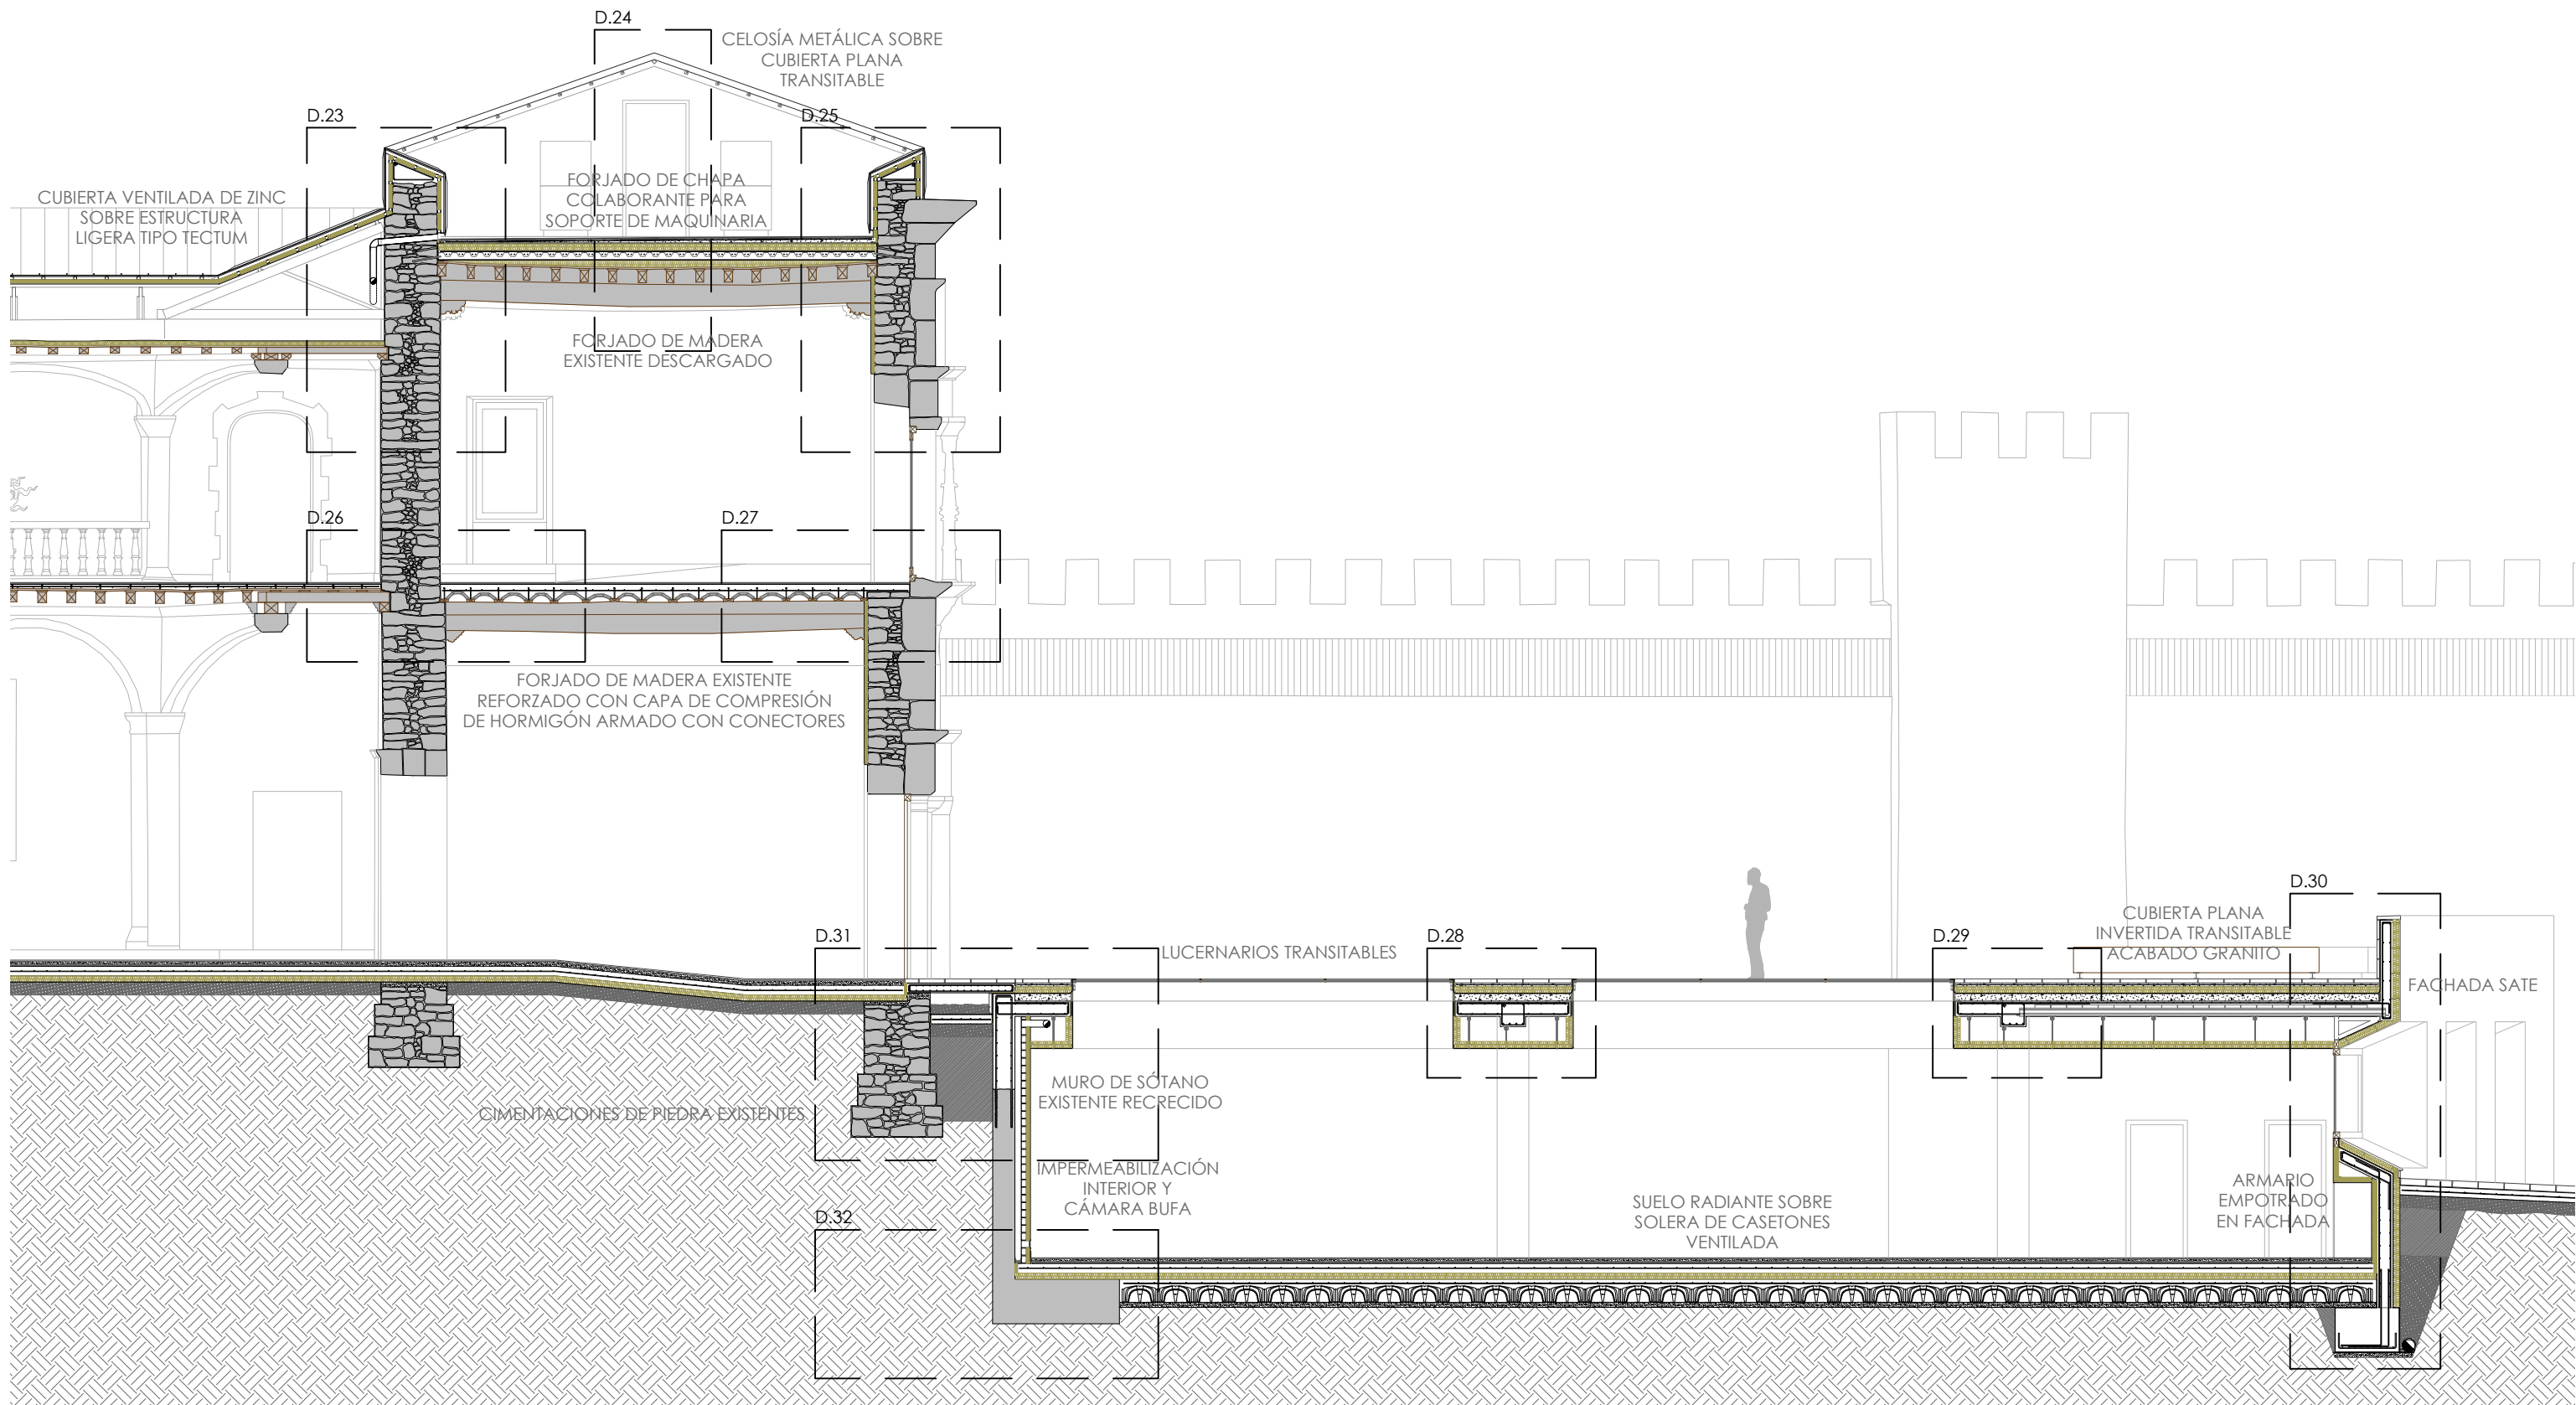 D.24
CELOSÍA METÁLICA SOBRE
CUBIERTA PLANA
TRANSITABLE
D.23
D.25
CUBIERTA VENTILADA DE ZINC
SOBRE ESTRUCTURA
LIGERA TIPO TECTUM
FORJADO DE CHAPA
COLABORANTE PARA
SOPORTE DE MAQUINARIA
FORJADO DE MADERA
EXISTENTE DESCARGADO
D.26
D.27
FORJADO DE MADERA EXISTENTE
REFORZADO CON CAPA DE COMPRESIÓN
DE HORMIGÓN ARMADO CON CONECTORES
D.31
LUCERNARIOS TRANSITABLES
D.28
D.29
D.30
CUBIERTA PLANA
INVERTIDA TRANSITABLE
ACABADO GRANITO
FACHADA SATE
MURO DE SÓTANO
EXISTENTE RECRECIDO
CIMENTACIONES DE PIEDRA EXISTENTES
IMPERMEABILIZACIÓN
INTERIOR Y
CÁMARA BUFA
SUELO RADIANTE SOBRE
SOLERA DE CASETONES
VENTILADA
ARMARIO
EMPOTRADO
EN FACHADA
D.32